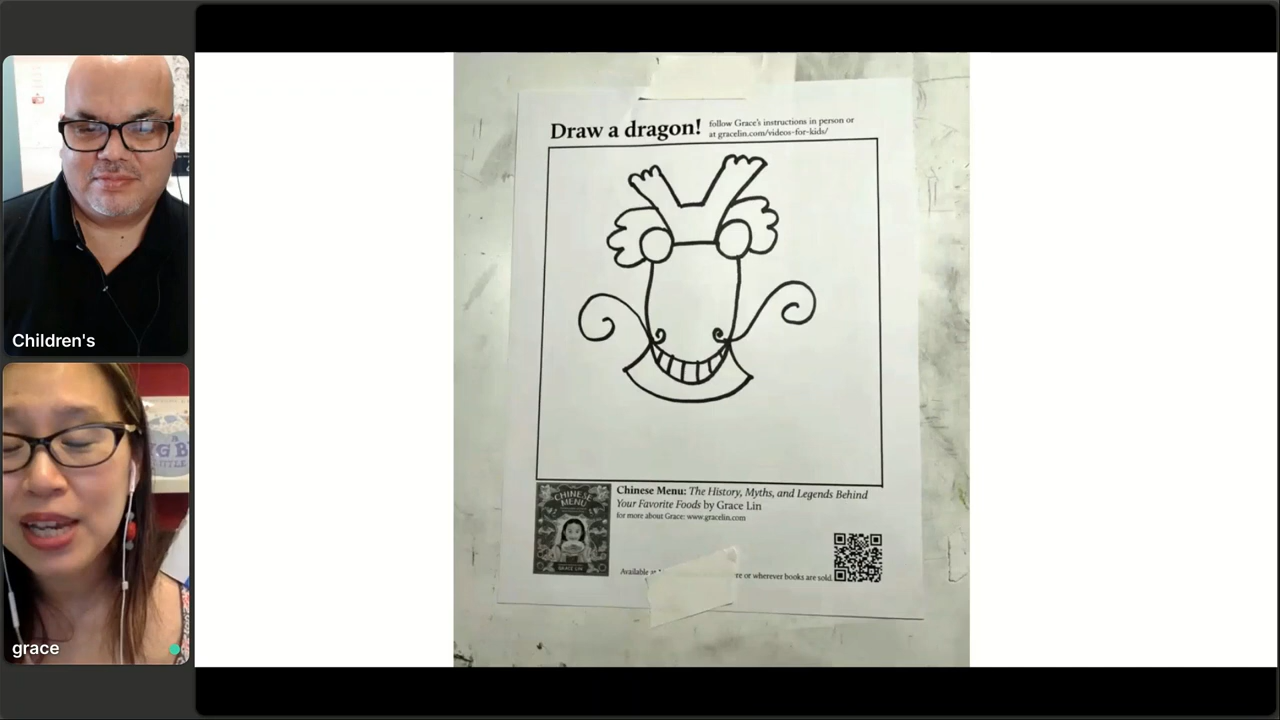 Children's
grace
Draw a dragon!
follow Grace's instructions in person or
at gracelin.com/videos-for-kids/
CHINESE
MENU
GRACE LIN
Chinese Menu: The History, Myths, and Legends Behind
Your Favorite Foods by Grace Lin
for more about Grace: www.gracelin.com
Available
or wherever books are sold.